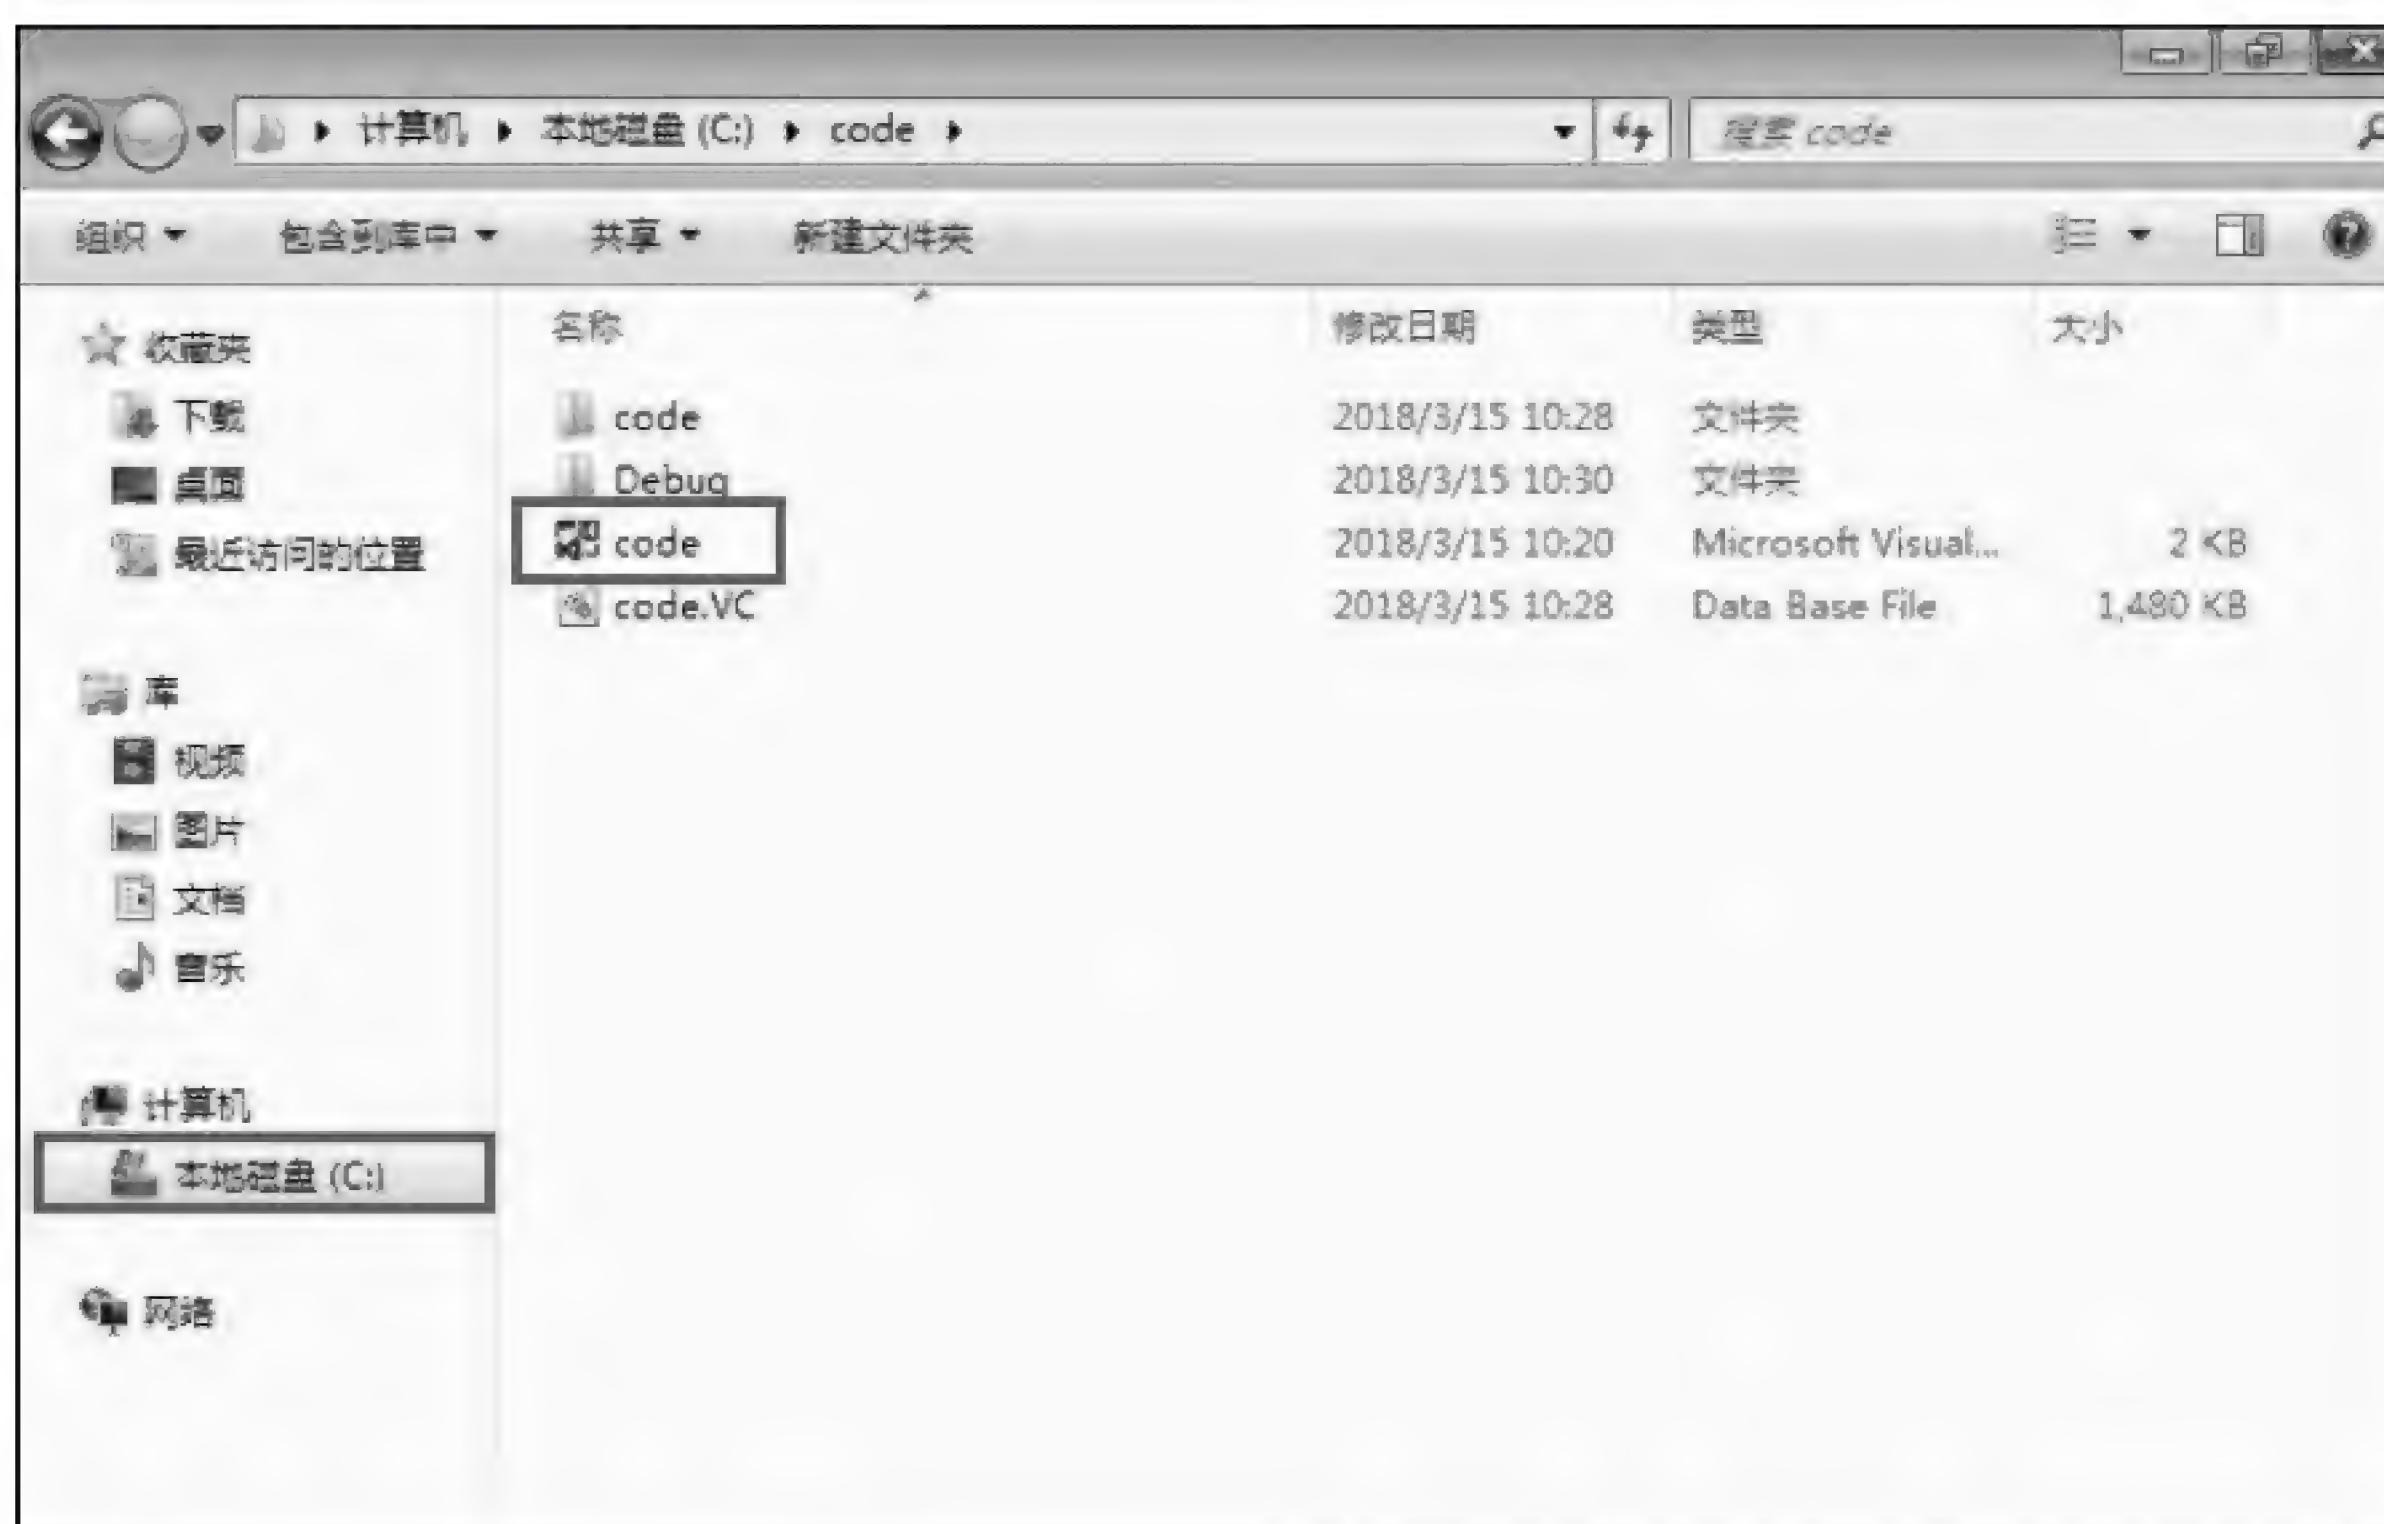 计算机 本地磁盘 (C:) code 搜索 code
组织 包含到库中 共享 新建文件夹
名称 修改日期 类型 大小
收藏夹
下载
桌面
最近访问的位置
库
视频
图片
文档
音乐
计算机
本地磁盘 (C:)
网络
code 2018/3/15 10:28 文件夹
Debug 2018/3/15 10:30 文件夹
code 2018/3/15 10:20 Microsoft Visual... 2 KB
code.VC 2018/3/15 10:28 Data Base File 1,480 KB